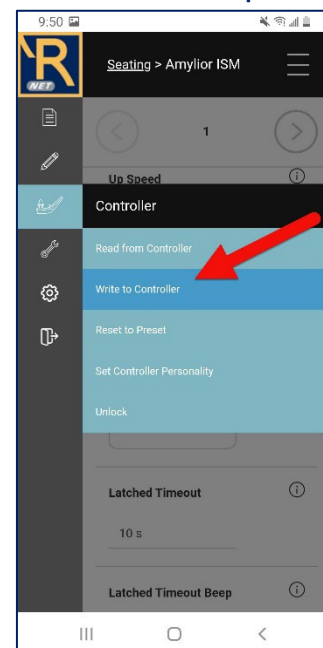 9:50
R
NET
Seating > Amylior ISM
1
Up Speed
Controller
Read from Controller
Write to Controller
Reset to Preset
Set Controller Personality
Unlock
Latched Timeout
10 s
Latched Timeout Beep